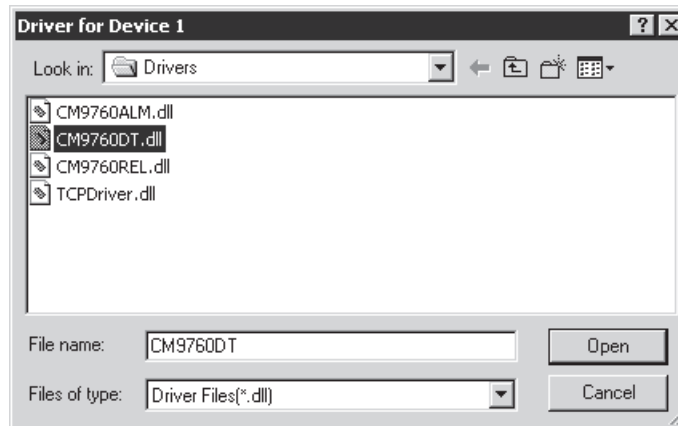 Driver for Device 1
Look in: Drivers
CM9760ALM.dll
CM9760DT.dll
CM9760REL.dll
TCPDriver.dll
File name: CM9760DT Open
Files of type: Driver Files(*.dll) Cancel